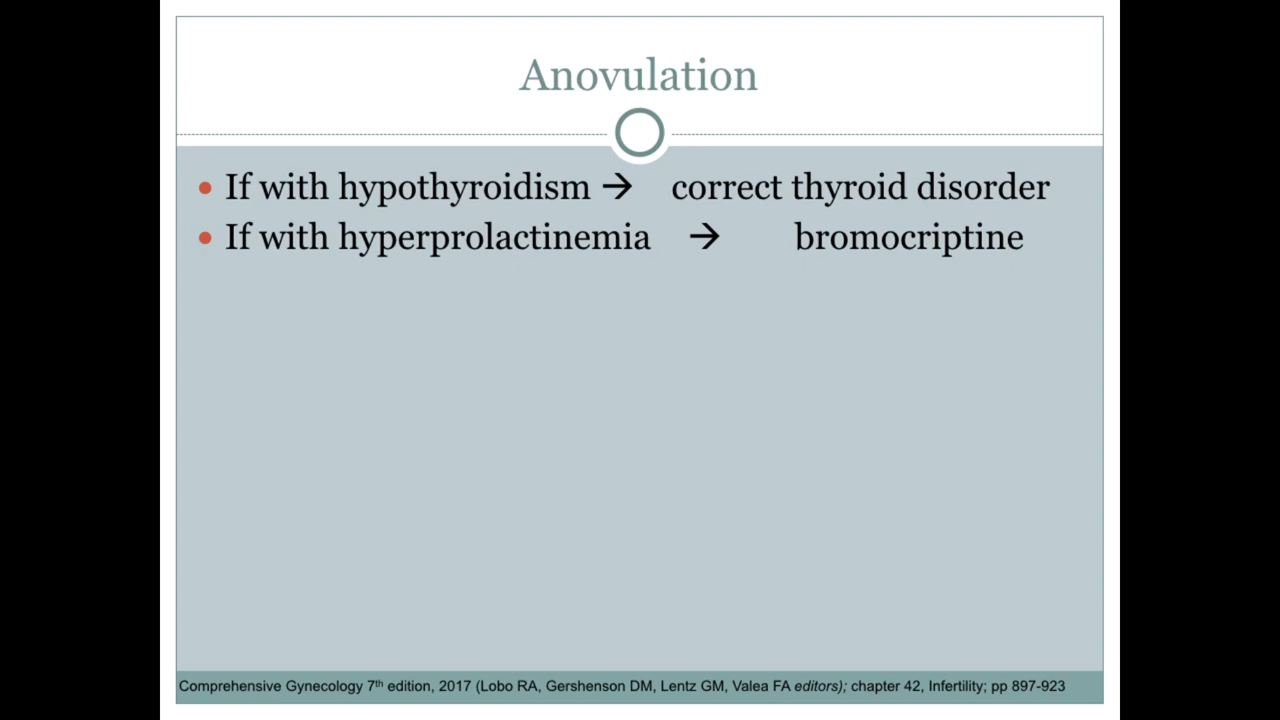 Anovulation
• If with hypothyroidism → correct thyroid disorder
• If with hyperprolactinemia → bromocriptine
Comprehensive Gynecology 7th edition, 2017 (Lobo RA, Gershenson DM, Lentz GM, Valea FA editors); chapter 42, Infertility; pp 897-923